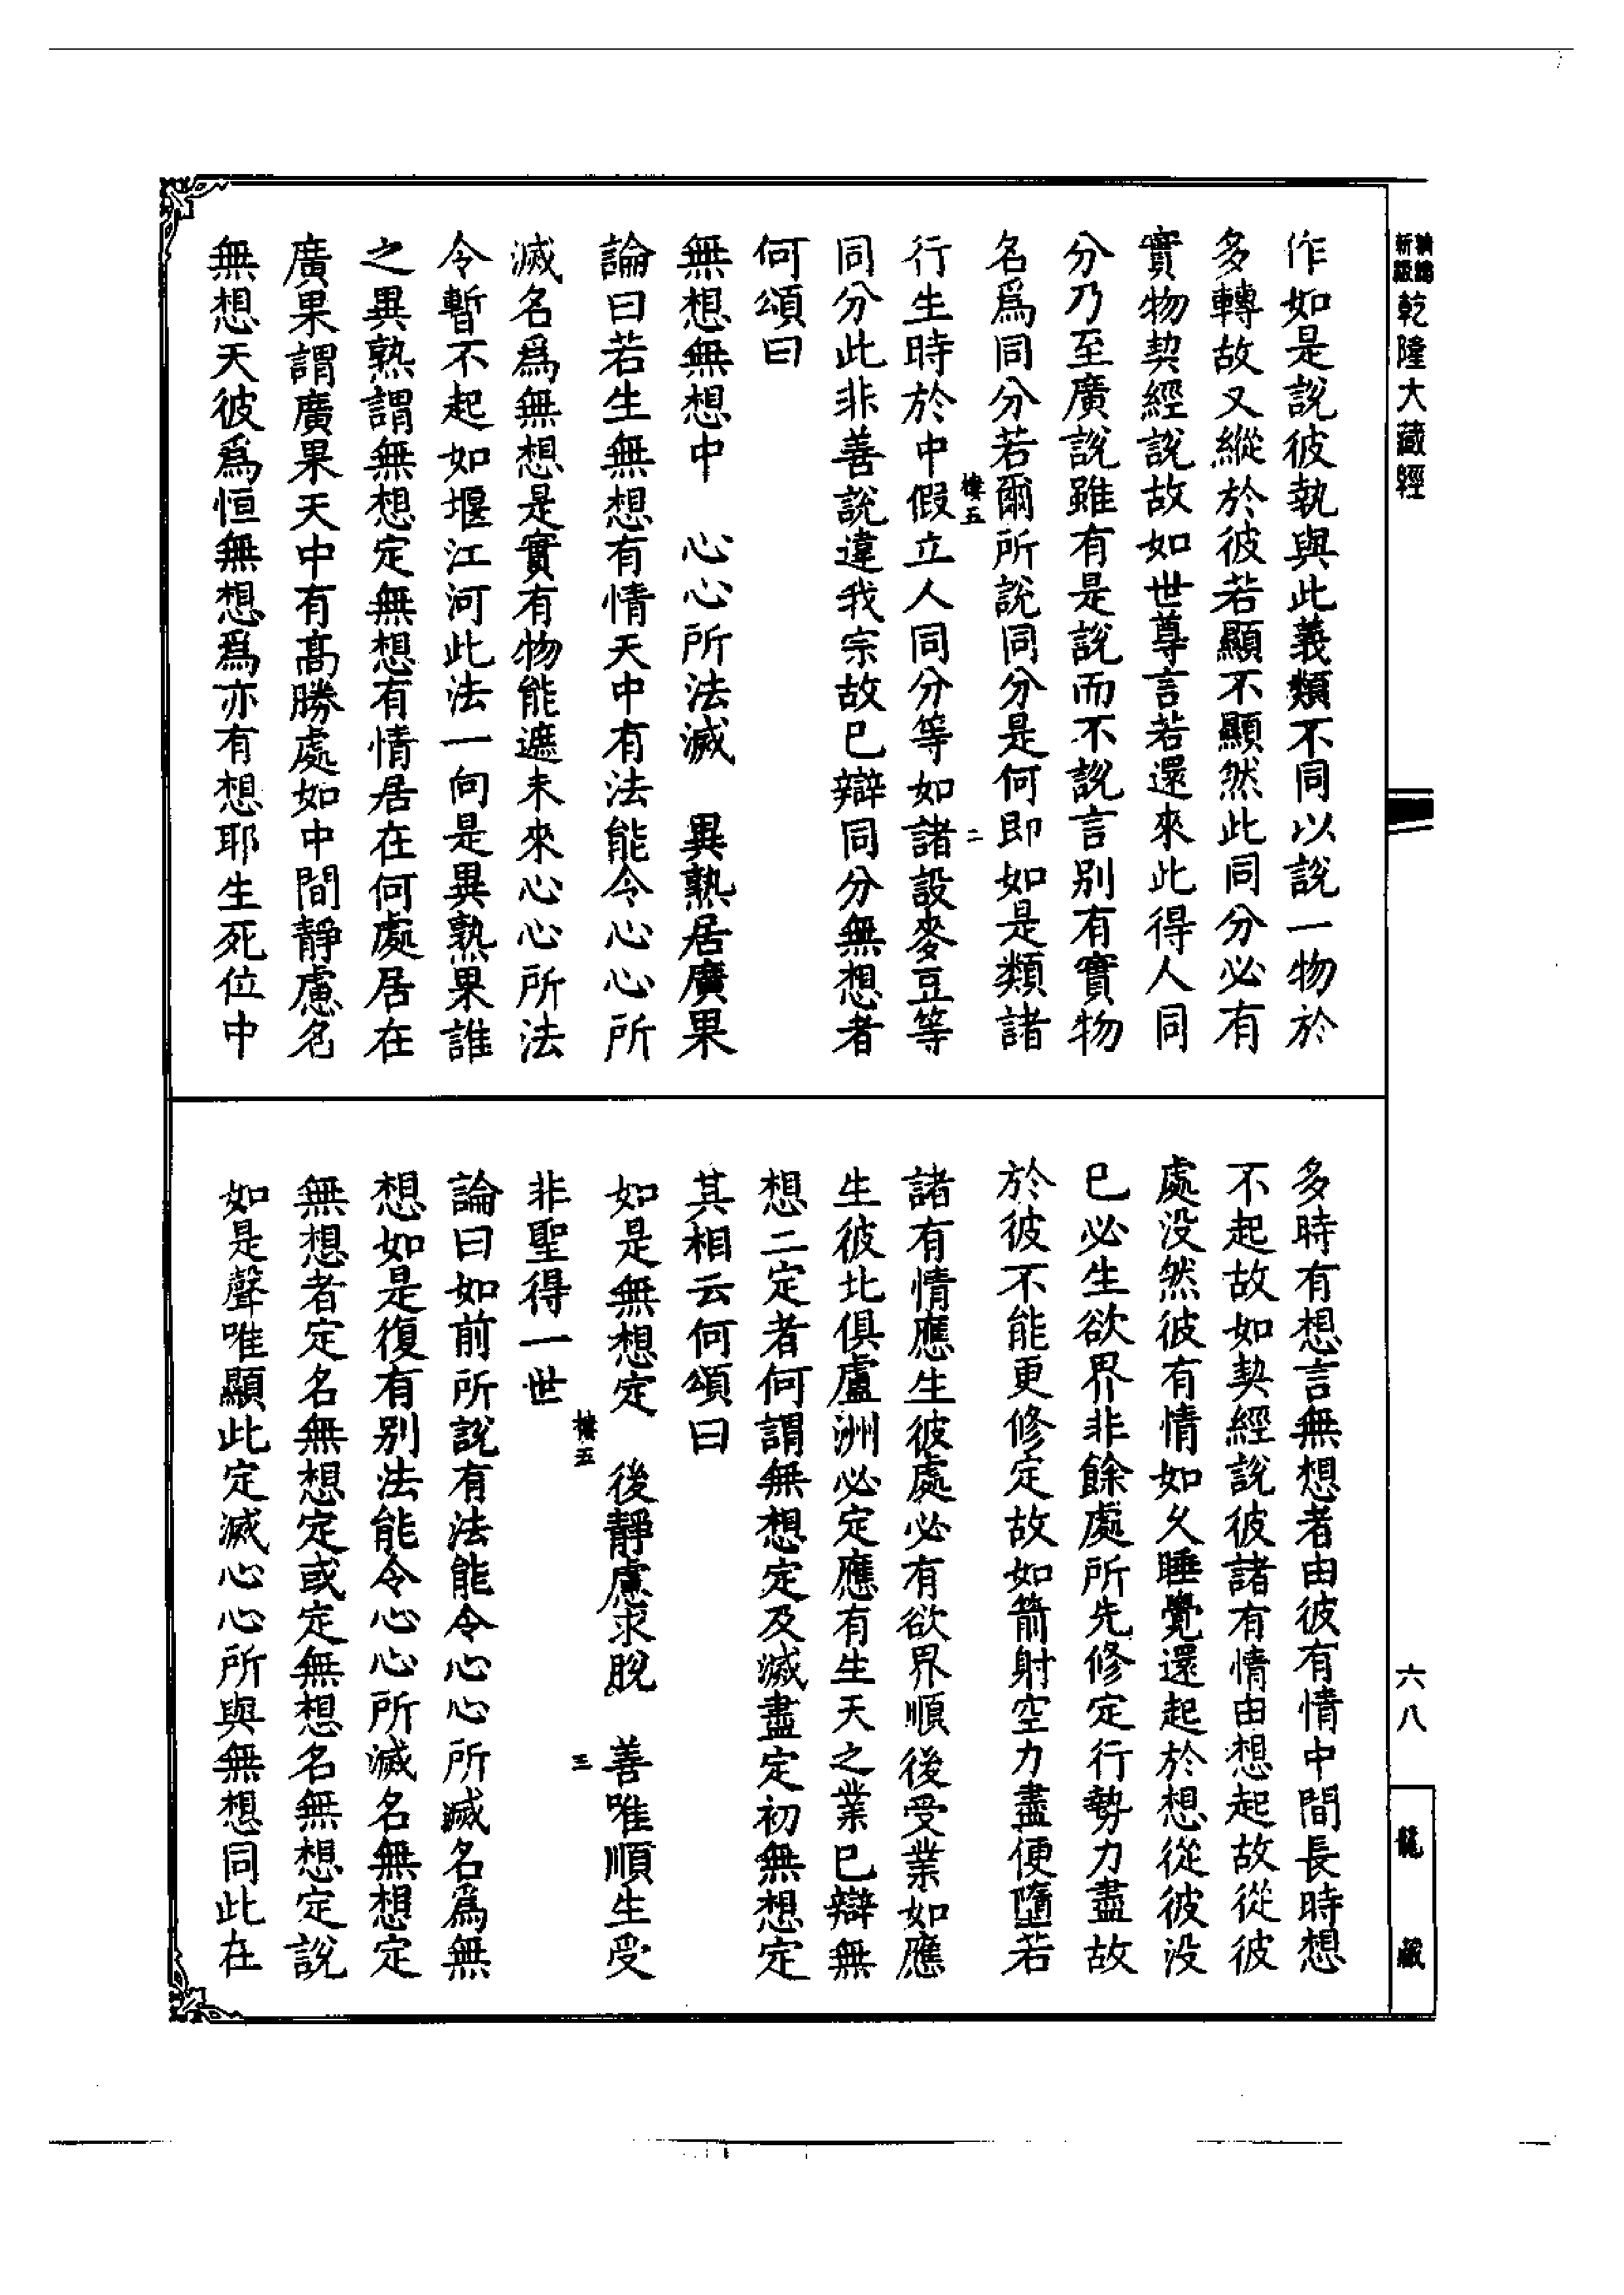 新編
縮版
乾隆大藏經
六八
龍藏
作如是說彼執與此義類不同以說一物於
多轉故又縱於彼若顯不顯然此同分必有
實物契經說故如世尊言若還來此得人同
分乃至廣說雖有是說而不說言別有實物
名爲同分若爾所說同分是何即如是類諸
行生時於中假立人同分等如諸設麥豆等
同分此非善說違我宗故已辯同分無想者
何頌曰
無想無想中　心心所法滅　異熟居廣果
論曰若生無想有情天中有法能令心心所
滅名爲無想是實有物能遮未來心心所法
令暫不起如堰江河此法一向是異熟果誰
之異熟謂無想定無想有情居在何處居在
廣果謂廣果天中有高勝處如中間靜慮名
無想天彼爲恒無想爲亦有想耶生死位中
多時有想言無想者由彼有情中間長時想
不起故如契經說彼諸有情由想起故從彼
處没然彼有情如久睡覺還起於想從彼没
已必生欲界非餘處所先修定行勢力盡故
於彼不能更修定故如箭射空力盡便墮若
諸有情應生彼處必有欲界順後受業如應
生彼北俱盧洲必定應有生天之業已辯無
想二定者何謂無想定及滅盡定初無想定
其相云何頌曰
如是無想定　後靜慮求脫　善唯順生受
非聖得一世
論曰如前所說有法能令心心所滅名爲無
想如是復有別法能令心心所滅名無想定
無想者定名無想定或定無想名無想定說
如是聲唯顯此定滅心心所與無想同此在